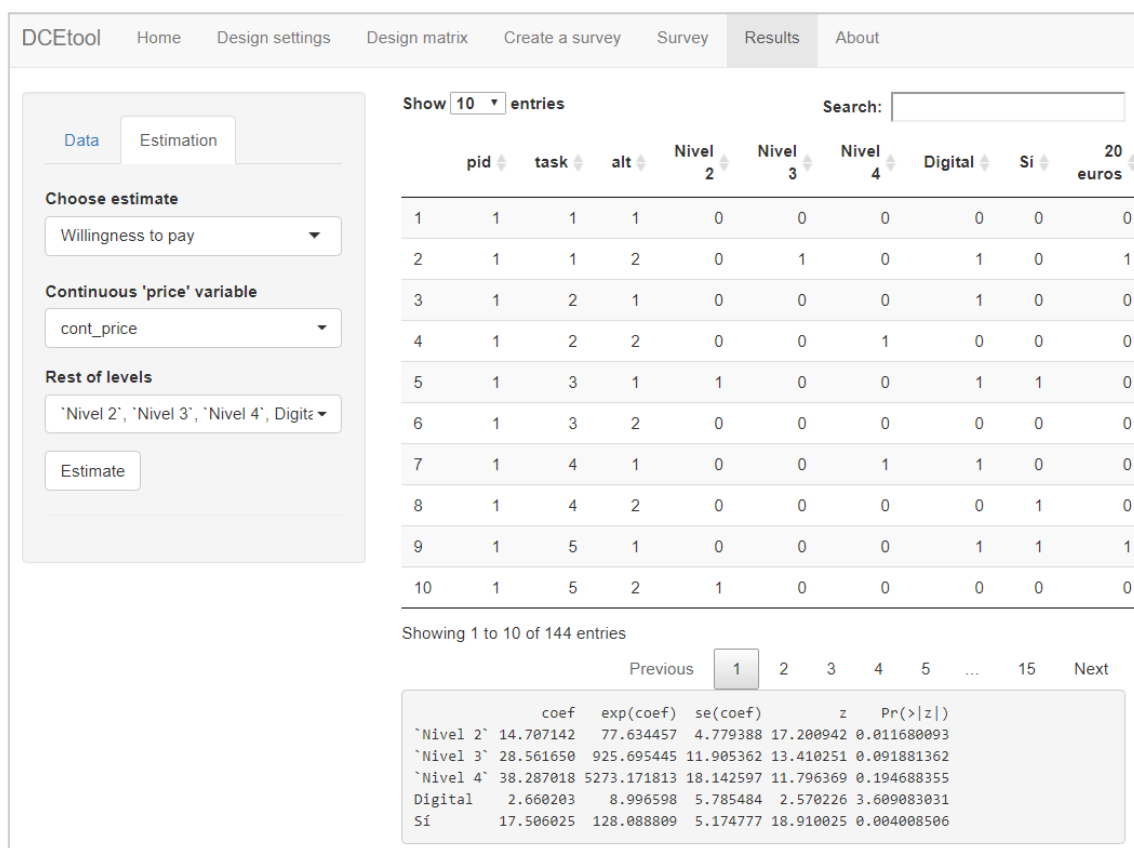 DCEtool Home Design settings Design matrix Create a survey Survey Results About
Data Estimation
Choose estimate
Willingness to pay
Continuous 'price' variable
cont_price
Rest of levels
`Nivel 2`, `Nivel 3`, `Nivel 4`, Digita
Estimate
Show 10 entries Search:
pid task alt Nivel 2 Nivel 3 Nivel 4 Digital Sí 20 euros
1 1 1 1 0 0 0 0 0 0
2 1 1 2 0 1 0 1 0 1
3 1 2 1 0 0 0 1 0 0
4 1 2 2 0 0 1 0 0 0
5 1 3 1 1 0 0 1 1 0
6 1 3 2 0 0 0 0 0 0
7 1 4 1 0 0 1 1 0 0
8 1 4 2 0 0 0 0 1 0
9 1 5 1 0 0 0 1 1 1
10 1 5 2 1 0 0 0 0 0
Showing 1 to 10 of 144 entries
Previous 1 2 3 4 5 ... 15 Next
coef exp(coef) se(coef) z Pr(>|z|)
`Nivel 2` 14.707142 77.634457 4.779388 17.200942 0.011680093
`Nivel 3` 28.561650 925.695445 11.905362 13.410251 0.091881362
`Nivel 4` 38.287018 5273.171813 18.142597 11.796369 0.194688355
Digital 2.660203 8.996598 5.785484 2.570226 3.609083031
Sí 17.506025 128.088809 5.174777 18.910025 0.004008506